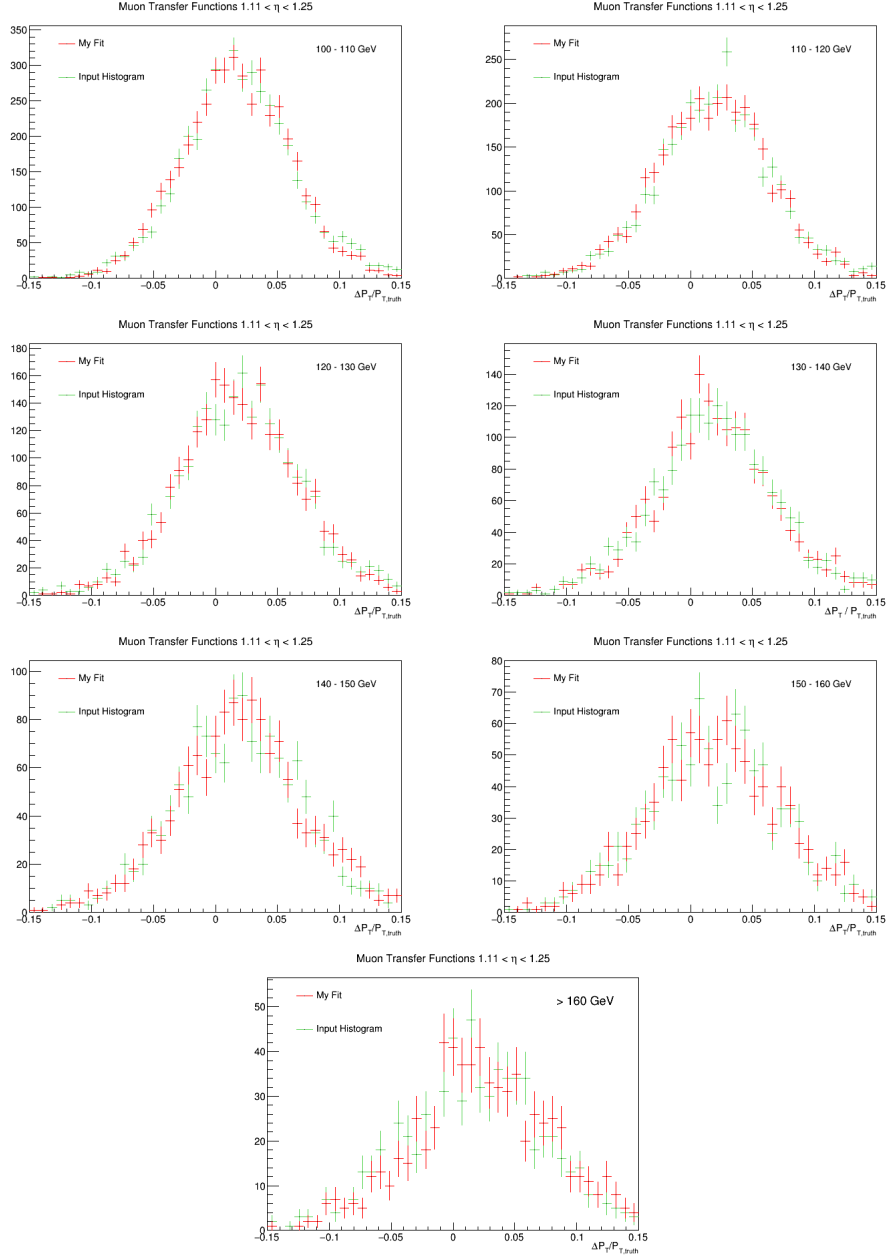 Muon Transfer Functions 1.11 < η < 1.25
My Fit
100 - 110 GeV
Input Histogram
350
300
250
200
150
100
50
0
−0.15 −0.1 −0.05 0 0.05 0.1 0.15
ΔP_T/P_T,truth
Muon Transfer Functions 1.11 < η < 1.25
My Fit
110 - 120 GeV
Input Histogram
250
200
150
100
50
0
−0.15 −0.1 −0.05 0 0.05 0.1 0.15
ΔP_T/P_T,truth
Muon Transfer Functions 1.11 < η < 1.25
My Fit
120 - 130 GeV
Input Histogram
180
160
140
120
100
80
60
40
20
0
−0.15 −0.1 −0.05 0 0.05 0.1 0.15
ΔP_T/P_T,truth
Muon Transfer Functions 1.11 < η < 1.25
My Fit
130 - 140 GeV
Input Histogram
140
120
100
80
60
40
20
0
−0.15 −0.1 −0.05 0 0.05 0.1 0.15
ΔP_T / P_T,truth
Muon Transfer Functions 1.11 < η < 1.25
My Fit
140 - 150 GeV
Input Histogram
100
80
60
40
20
0
−0.15 −0.1 −0.05 0 0.05 0.1 0.15
ΔP_T/P_T,truth
Muon Transfer Functions 1.11 < η < 1.25
My Fit
150 - 160 GeV
Input Histogram
80
70
60
50
40
30
20
10
0
−0.15 −0.1 −0.05 0 0.05 0.1 0.15
ΔP_T/P_T,truth
Muon Transfer Functions 1.11 < η < 1.25
My Fit
> 160 GeV
Input Histogram
50
40
30
20
10
0
−0.15 −0.1 −0.05 0 0.05 0.1 0.15
ΔP_T/P_T,truth